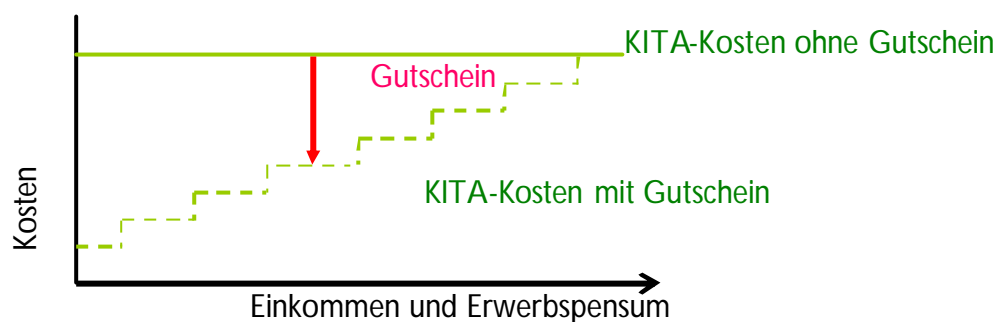 KITA-Kosten ohne Gutschein
Gutschein
KITA-Kosten mit Gutschein
Kosten
Einkommen und Erwerbspensum